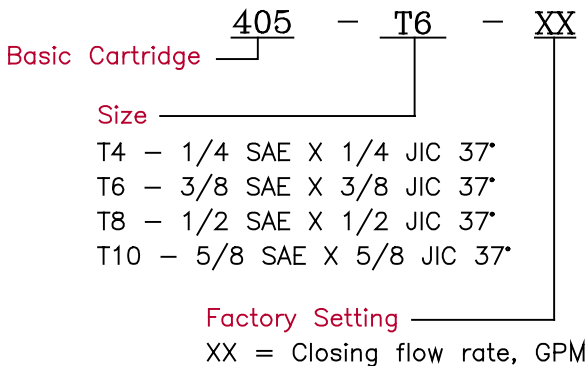 405 – T6 – XX
Basic Cartridge
Size
T4 – 1/4 SAE X 1/4 JIC 37°
T6 – 3/8 SAE X 3/8 JIC 37°
T8 – 1/2 SAE X 1/2 JIC 37°
T10 – 5/8 SAE X 5/8 JIC 37°
Factory Setting
XX = Closing flow rate, GPM